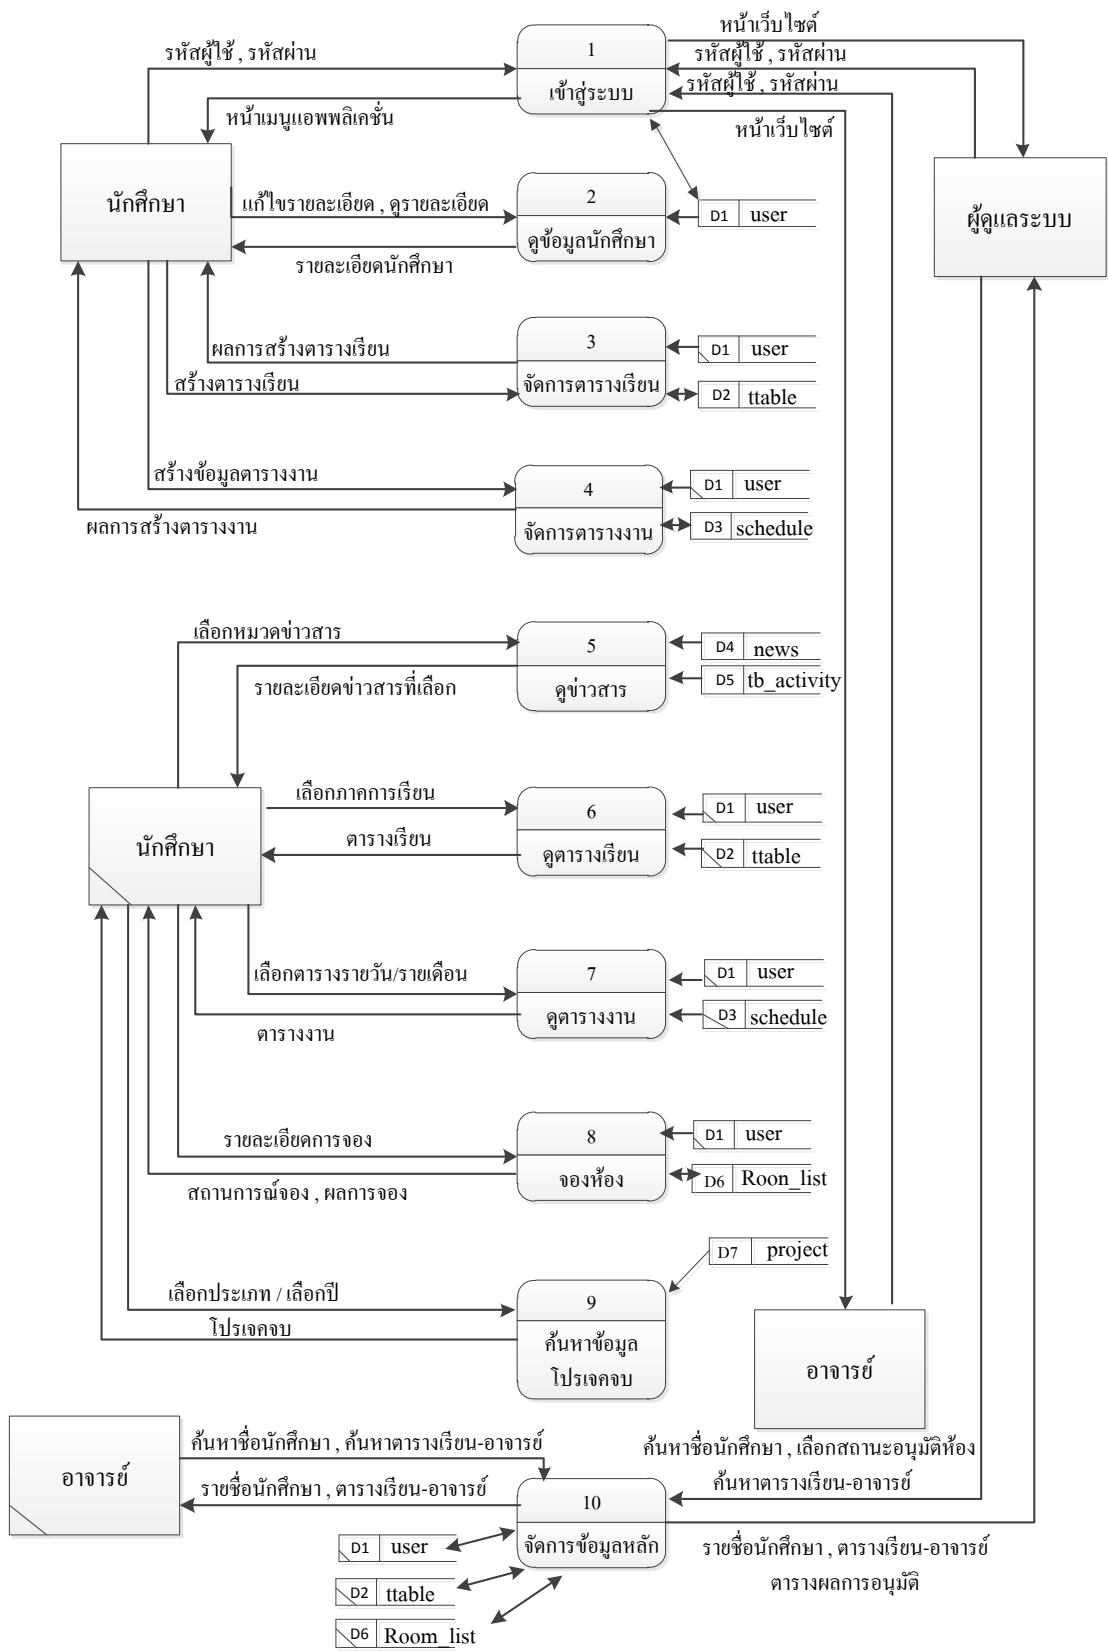 หน้าเว็บไซต์
รหัสผู้ใช้ , รหัสผ่าน
1
รหัสผู้ใช้ , รหัสผ่าน
รหัสผู้ใช้ , รหัสผ่าน
เข้าสู่ระบบ
หน้าเมนูแอพพลิเคชั่น
หน้าเว็บไซต์
นักศึกษา
แก้ไขรายละเอียด , ดูรายละเอียด
2
D1 user
ผู้ดูแลระบบ
ดูข้อมูลนักศึกษา
รายละเอียดนักศึกษา
ผลการสร้างตารางเรียน
3
D1 user
สร้างตารางเรียน
จัดการตารางเรียน
D2 ttable
สร้างข้อมูลตารางงาน
4
D1 user
ผลการสร้างตารางงาน
จัดการตารางงาน
D3 schedule
เลือกหมวดข่าวสาร
5
D4 news
รายละเอียดข่าวสารที่เลือก
ดูข่าวสาร
D5 tb_activity
เลือกภาคการเรียน
6
D1 user
นักศึกษา
ตารางเรียน
ดูตารางเรียน
D2 ttable
เลือกตารางรายวัน/รายเดือน
7
D1 user
ตารางงาน
ดูตารางงาน
D3 schedule
รายละเอียดการจอง
8
D1 user
สถานการณ์จอง , ผลการจอง
จองห้อง
D6 Roon_list
D7 project
เลือกประเภท / เลือกปี
9
โปรเจคจบ
ค้นหาข้อมูล
โปรเจคจบ
อาจารย์
ค้นหาชื่อนักศึกษา , ค้นหาตารางเรียน-อาจารย์
ค้นหาชื่อนักศึกษา , เลือกสถานะอนุมัติห้อง
อาจารย์
ค้นหาตารางเรียน-อาจารย์
รายชื่อนักศึกษา , ตารางเรียน-อาจารย์
10
จัดการข้อมูลหลัก
รายชื่อนักศึกษา , ตารางเรียน-อาจารย์
ตารางผลการอนุมัติ
D1 user
D2 ttable
D6 Room_list